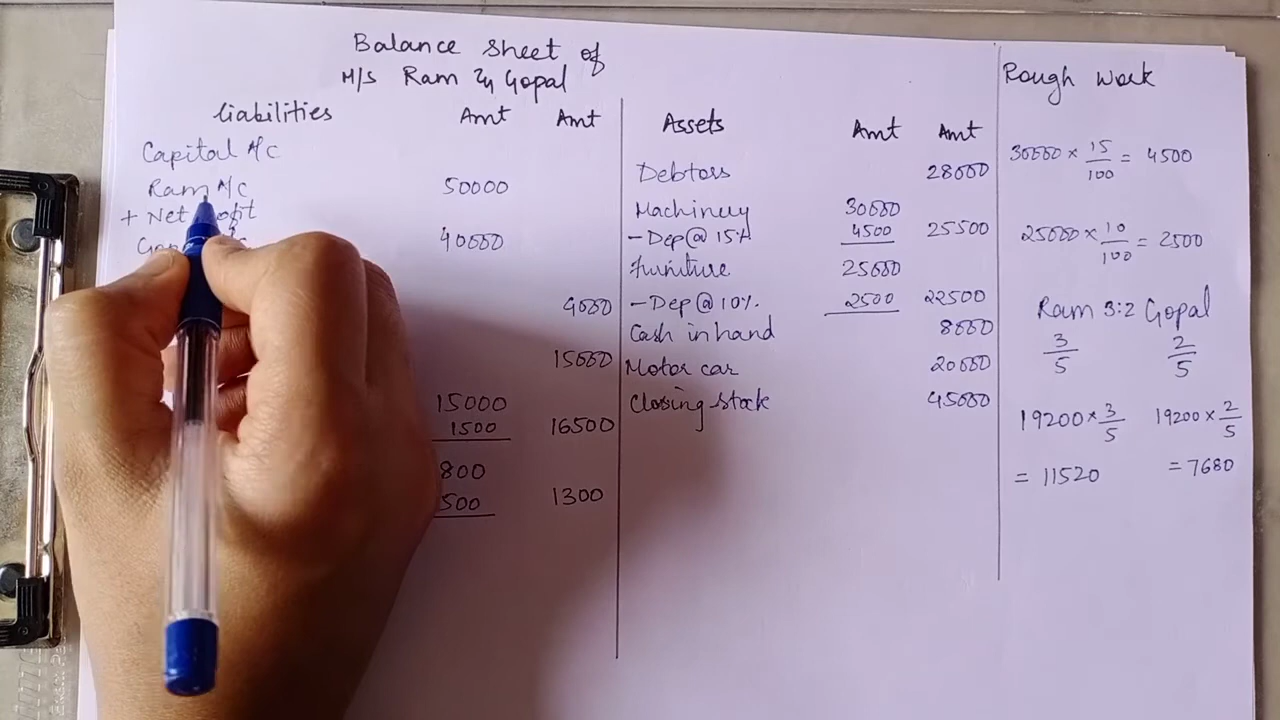 Balance sheet of
M/S Ram & Gopal
Liabilities Amt Amt
Capital A/C
Ram A/C 50000
+ Net
40000
4000
15000
15000
1500 16500
800
500 1300
Assets Amt Amt
Debtors 28000
Machinery 30000
-Dep@ 15% 4500 25500
Furniture 25000
-Dep@10%. 2500 22500
Cash in hand 8000
Motor car 20000
Closing stock 45000
Rough work
30000 × 15/100 = 4500
25000 × 10/100 = 2500
Ram 3:2 Gopal
3/5 2/5
19200 × 3/5 19200 × 2/5
= 11520 = 7680